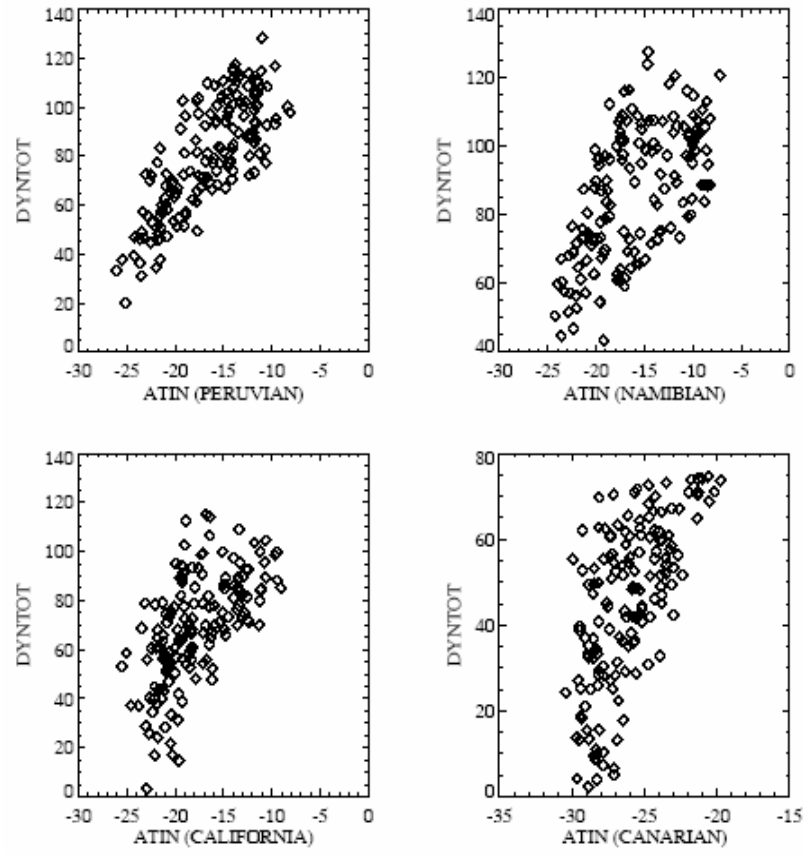 140
120
100
80
60
40
20
0
DYNTOT
-30 -25 -20 -15 -10 -5 0
ATIN (PERUVIAN)
140
120
100
80
60
40
DYNTOT
-30 -25 -20 -15 -10 -5 0
ATIN (NAMIBIAN)
140
120
100
80
60
40
20
0
DYNTOT
-30 -25 -20 -15 -10 -5 0
ATIN (CALIFORNIA)
80
60
40
20
0
DYNTOT
-35 -30 -25 -20 -15
ATIN (CANARIAN)